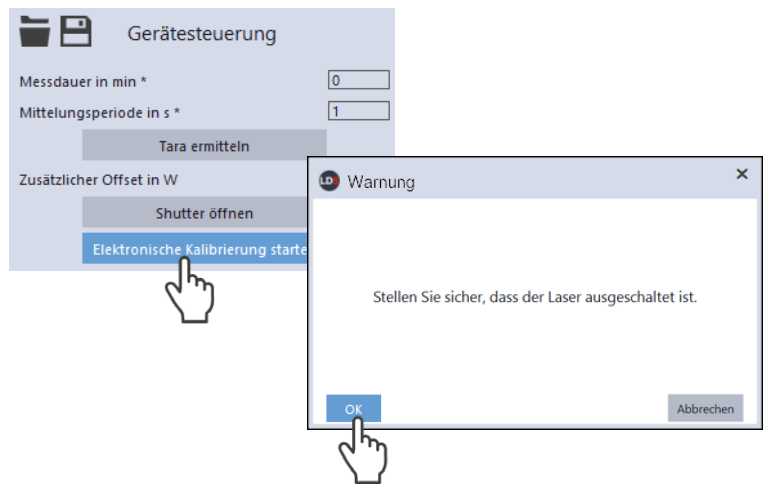 Gerätesteuerung
Messdauer in min *
0
Mittelungsperiode in s *
1
Tara ermitteln
Zusätzlicher Offset in W
Shutter öffnen
Elektronische Kalibrierung starte
LD
Warnung
Stellen Sie sicher, dass der Laser ausgeschaltet ist.
OK
Abbrechen